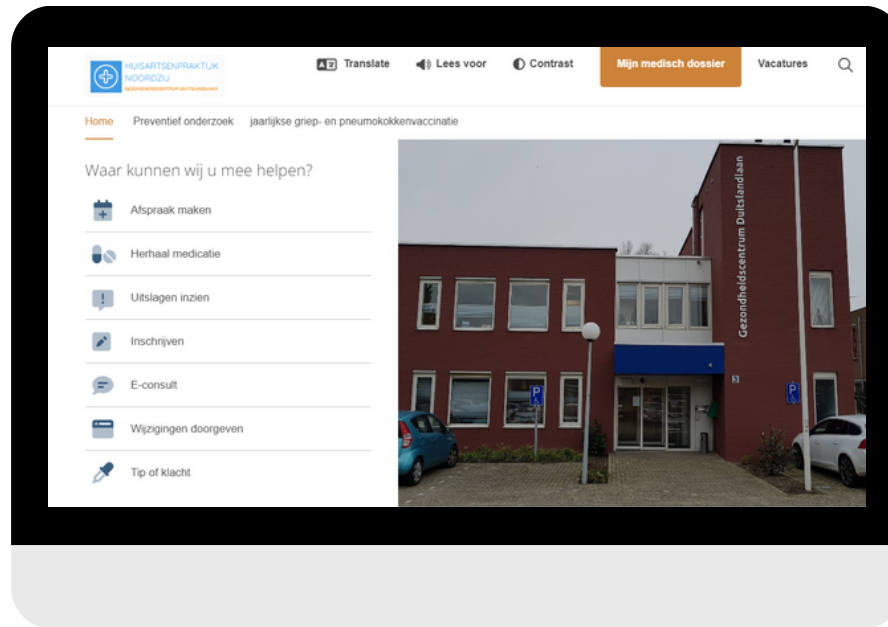 HUISARTSENPRAKTIJK
NOORDZIJ
GEZONDHEIDSCENTRUM DUITSLANDLAAN
Translate
Lees voor
Contrast
Mijn medisch dossier
Vacatures
Home
Preventief onderzoek
jaarlijkse griep- en pneumokokkenvaccinatie
Waar kunnen wij u mee helpen?
Afspraak maken
Herhaal medicatie
Uitslagen inzien
Inschrijven
E-consult
Wijzigingen doorgeven
Tip of klacht
Gezondheidscentrum Duitslandlaan
3
P
P